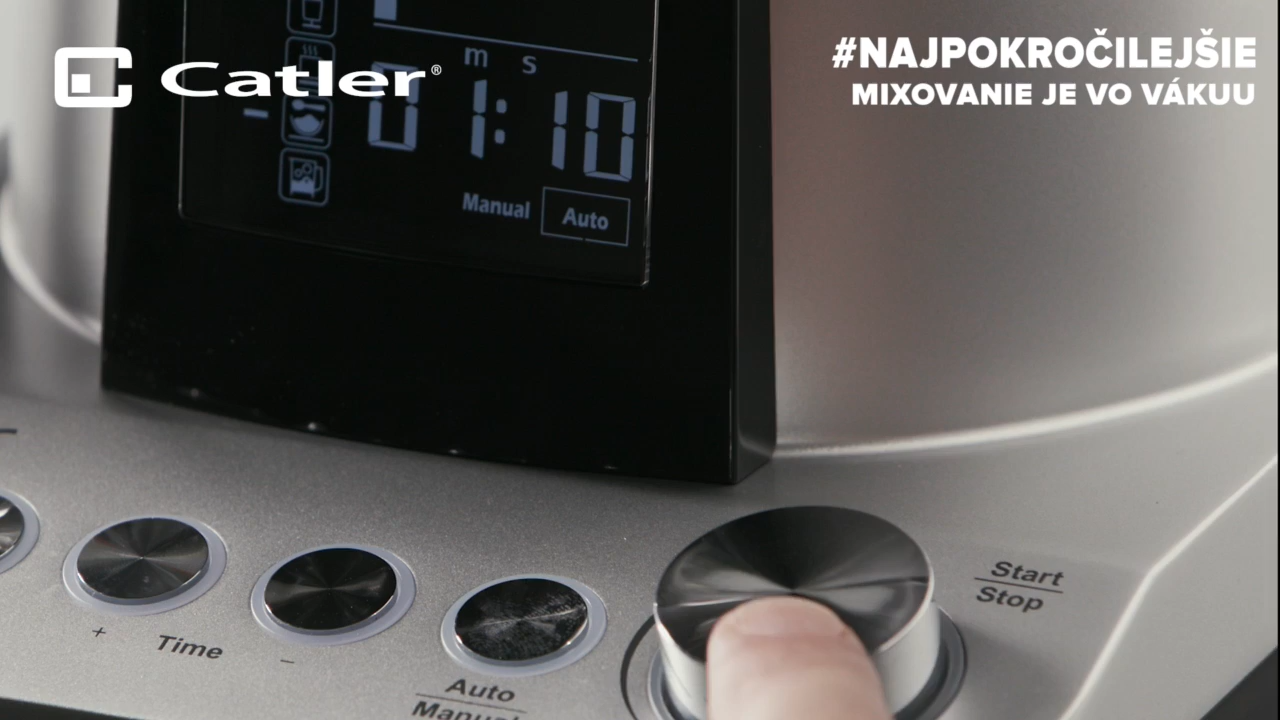 Catler®
#NAJPOKROČILEJŠIE
MIXOVANIE JE VO VÁKUU
m s
01:10
Manual Auto
Start
Stop
+ Time -
Auto
Manual